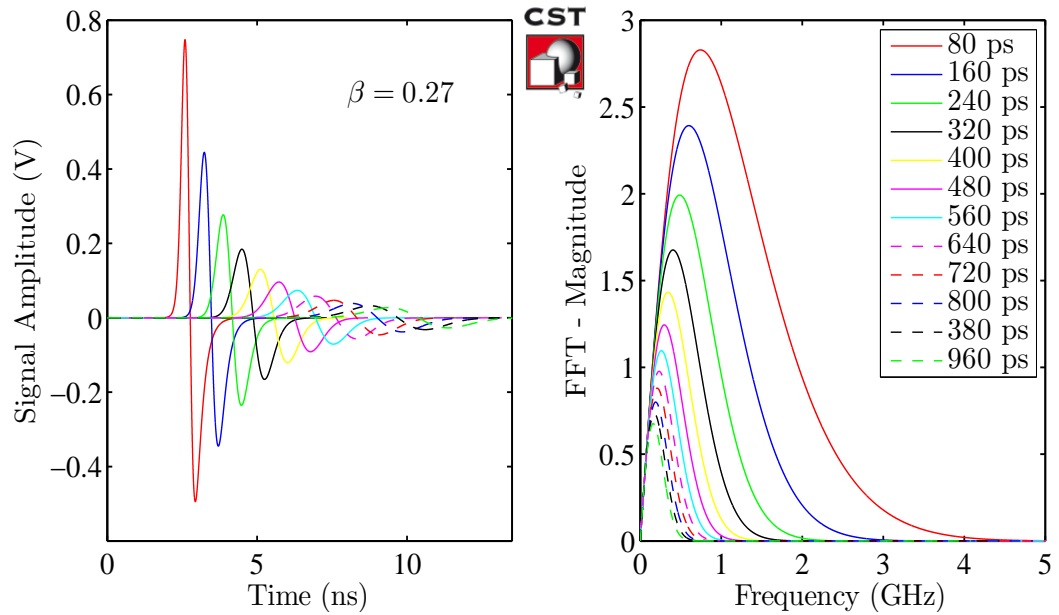 CST
Signal Amplitude (V)
0.8
0.6
0.4
0.2
0
−0.2
−0.4
β = 0.27
0
5
10
Time (ns)
FFT - Magnitude
3
2.5
2
1.5
1
0.5
0
80 ps
160 ps
240 ps
320 ps
400 ps
480 ps
560 ps
640 ps
720 ps
800 ps
380 ps
960 ps
0
1
2
3
4
5
Frequency (GHz)